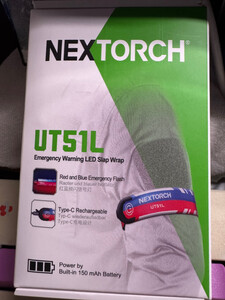 NEXTORCH®
UT51L
Emergency Warning LED Slap Wrap
Red and Blue Emergency Flash
NEXTORCH
UT51L
Type-C Rechargeable
Power by
Built-in 150 mAh Battery